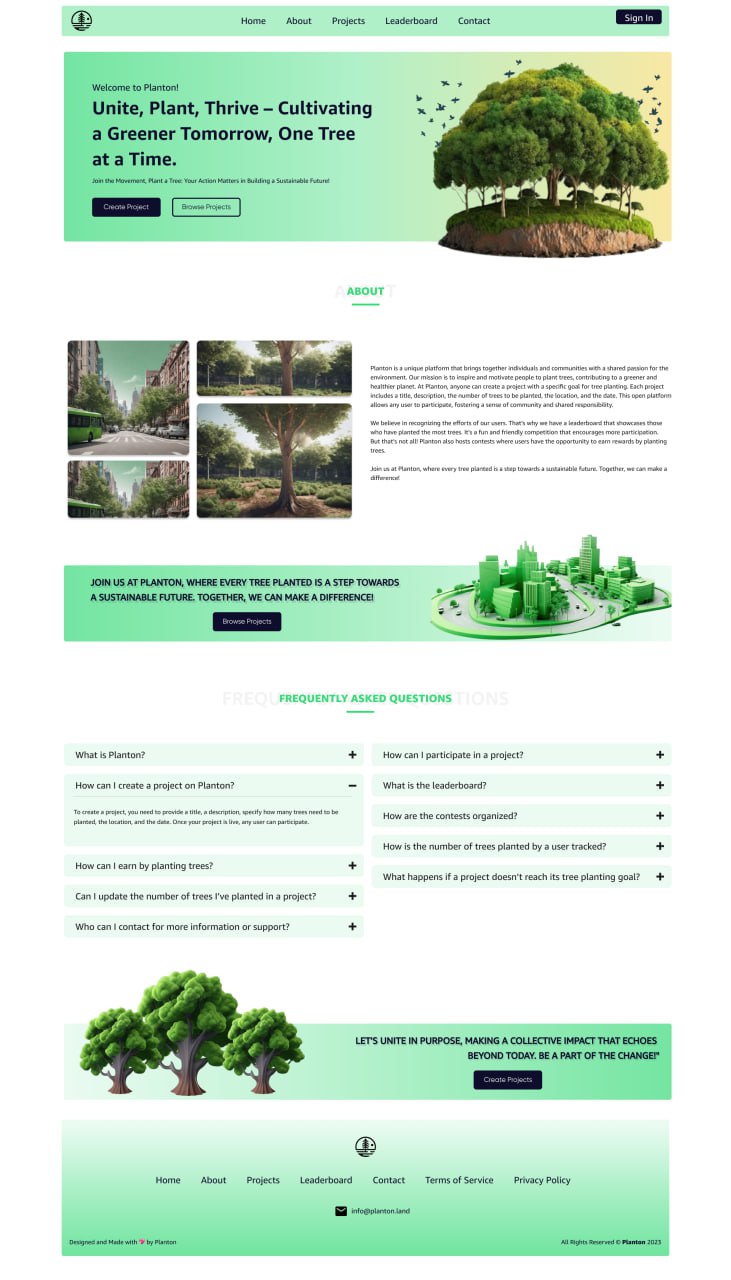 Home About Projects Leaderboard Contact Sign In
Welcome to Planton!
Unite, Plant, Thrive – Cultivating
a Greener Tomorrow, One Tree
at a Time.
Join the Movement, Plant a Tree: Your Action Matters in Building a Sustainable Future!
Create Project Browse Projects
ABOUT
ABOUT
Planton is a unique platform that brings together individuals and communities with a shared passion for the
environment. Our mission is to inspire and motivate people to plant trees, contributing to a greener and
healthier planet. At Planton, anyone can create a project with a specific goal for tree planting. Each project
includes a title, description, the number of trees to be planted, the location, and the date. This open platform
allows any user to participate, fostering a sense of community and shared responsibility.
We believe in recognizing the efforts of our users. That's why we have a leaderboard that showcases those
who have planted the most trees. It's a fun and friendly competition that encourages more participation.
But that's not all! Planton also hosts contests where users have the opportunity to earn rewards by planting
trees.
Join us at Planton, where every tree planted is a step towards a sustainable future. Together, we can make a
difference!
JOIN US AT PLANTON, WHERE EVERY TREE PLANTED IS A STEP TOWARDS
A SUSTAINABLE FUTURE. TOGETHER, WE CAN MAKE A DIFFERENCE!
Browse Projects
FREQUENTLY ASKED QUESTIONS
FREQUENTLY ASKED QUESTIONS
What is Planton?
How can I create a project on Planton?
To create a project, you need to provide a title, a description, specify how many trees need to be
planted, the location, and the date. Once your project is live, any user can participate.
How can I earn by planting trees?
Can I update the number of trees I've planted in a project?
Who can I contact for more information or support?
How can I participate in a project?
What is the leaderboard?
How are the contests organized?
How is the number of trees planted by a user tracked?
What happens if a project doesn't reach its tree planting goal?
LET'S UNITE IN PURPOSE, MAKING A COLLECTIVE IMPACT THAT ECHOES
BEYOND TODAY. BE A PART OF THE CHANGE!"
Create Projects
Home About Projects Leaderboard Contact Terms of Service Privacy Policy
info@planton.land
Designed and Made with 💖 by Planton
All Rights Reserved © Planton 2023